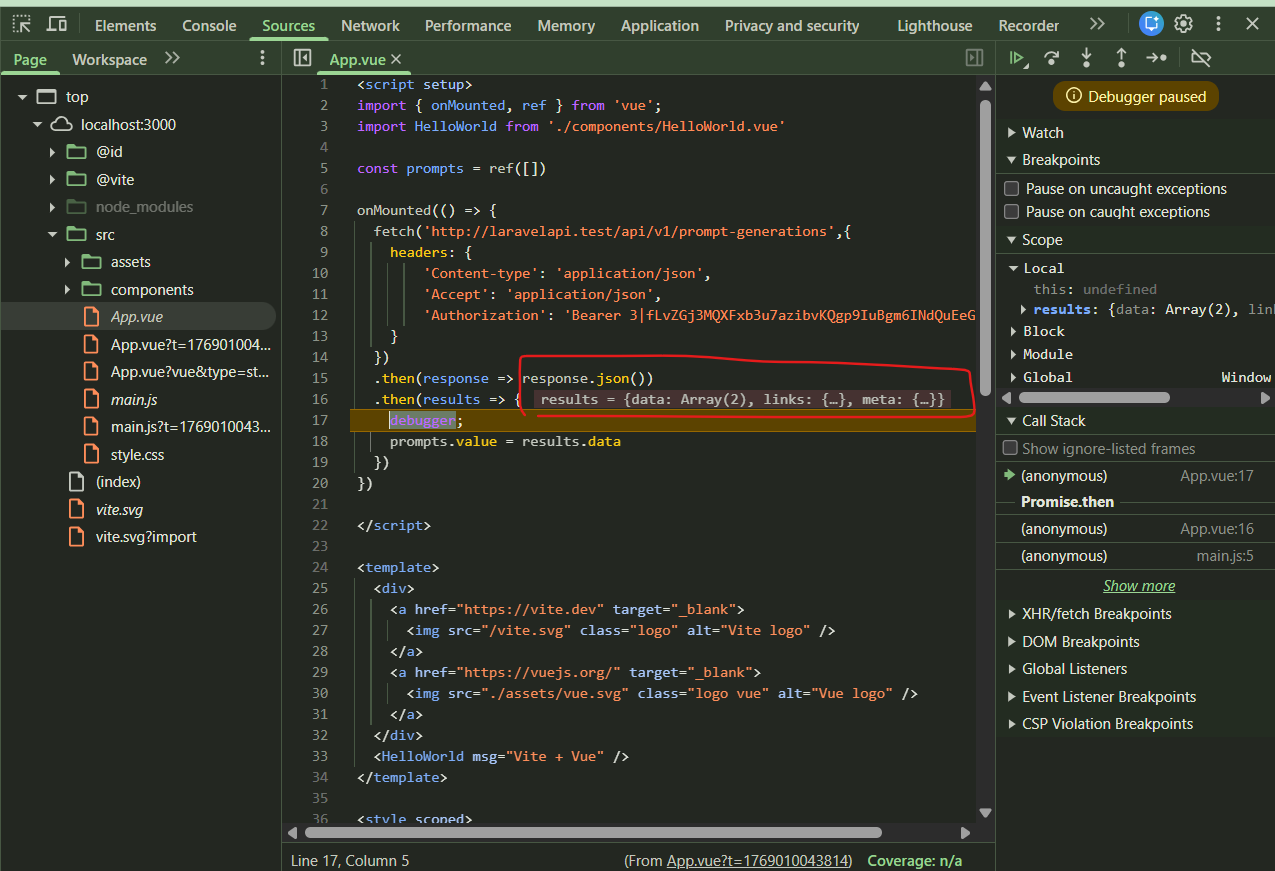 Elements Console Sources Network Performance Memory Application Privacy and security Lighthouse Recorder
Page Workspace
App.vue
top
localhost:3000
@id
@vite
node_modules
src
assets
components
App.vue
App.vue?t=176901004...
App.vue?vue&type=st...
main.js
main.js?t=1769010043...
style.css
(index)
vite.svg
vite.svg?import
1 <script setup>
2 import { onMounted, ref } from 'vue';
3 import HelloWorld from './components/HelloWorld.vue'
4
5 const prompts = ref([])
6
7 onMounted(() => {
8 fetch('http://laravelapi.test/api/v1/prompt-generations',{
9 headers: {
10 'Content-type': 'application/json',
11 'Accept': 'application/json',
12 'Authorization': 'Bearer 3|fLvZGj3MQXFxb3u7azibvKQgp9IuBgm6INdQuEeG
13 }
14 })
15 .then(response => response.json())
16 .then(results => { results = {data: Array(2), links: {…}, meta: {…}}
17 debugger;
18 prompts.value = results.data
19 })
20 })
21
22 </script>
23
24 <template>
25 <div>
26 <a href="https://vite.dev" target="_blank">
27 <img src="/vite.svg" class="logo" alt="Vite logo" />
28 </a>
29 <a href="https://vuejs.org/" target="_blank">
30 <img src="./assets/vue.svg" class="logo vue" alt="Vue logo" />
31 </a>
32 </div>
33 <HelloWorld msg="Vite + Vue" />
34 </template>
35
36 <style scoped>
Line 17, Column 5 (From App.vue?t=1769010043814) Coverage: n/a
Debugger paused
Watch
Breakpoints
Pause on uncaught exceptions
Pause on caught exceptions
Scope
Local
this: undefined
results: {data: Array(2), lin
Block
Module
Global Window
Call Stack
Show ignore-listed frames
(anonymous) App.vue:17
Promise.then
(anonymous) App.vue:16
(anonymous) main.js:5
Show more
XHR/fetch Breakpoints
DOM Breakpoints
Global Listeners
Event Listener Breakpoints
CSP Violation Breakpoints